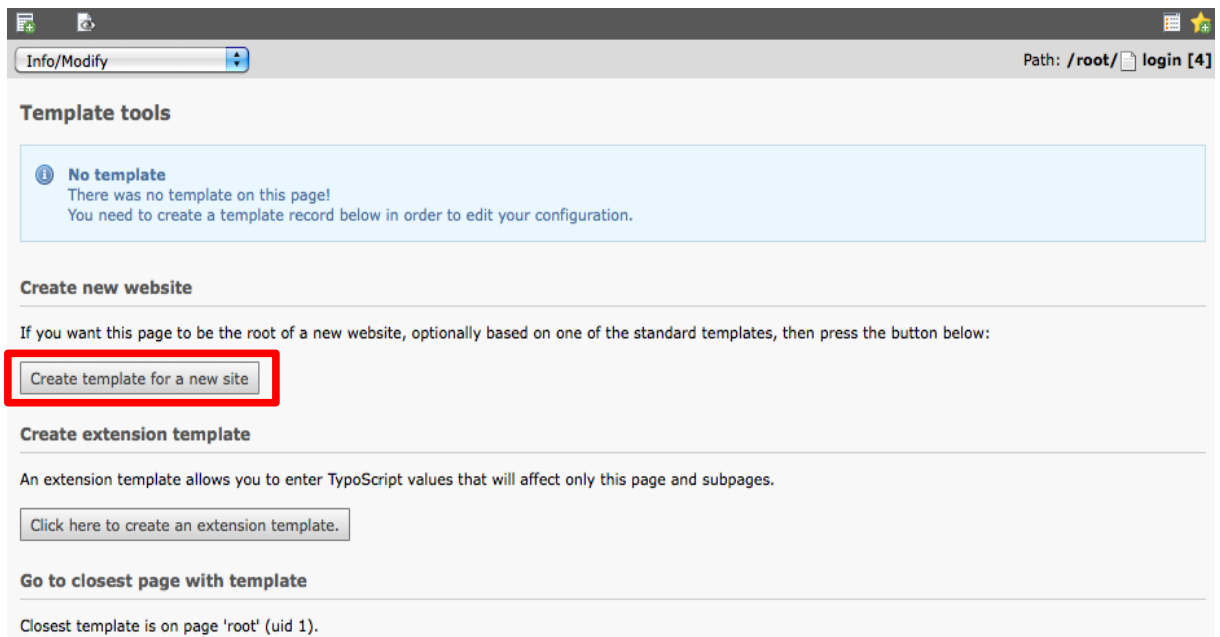 Info/Modify
Path: /root/ login [4]
Template tools
No template
There was no template on this page!
You need to create a template record below in order to edit your configuration.
Create new website
If you want this page to be the root of a new website, optionally based on one of the standard templates, then press the button below:
Create template for a new site
Create extension template
An extension template allows you to enter TypoScript values that will affect only this page and subpages.
Click here to create an extension template.
Go to closest page with template
Closest template is on page 'root' (uid 1).